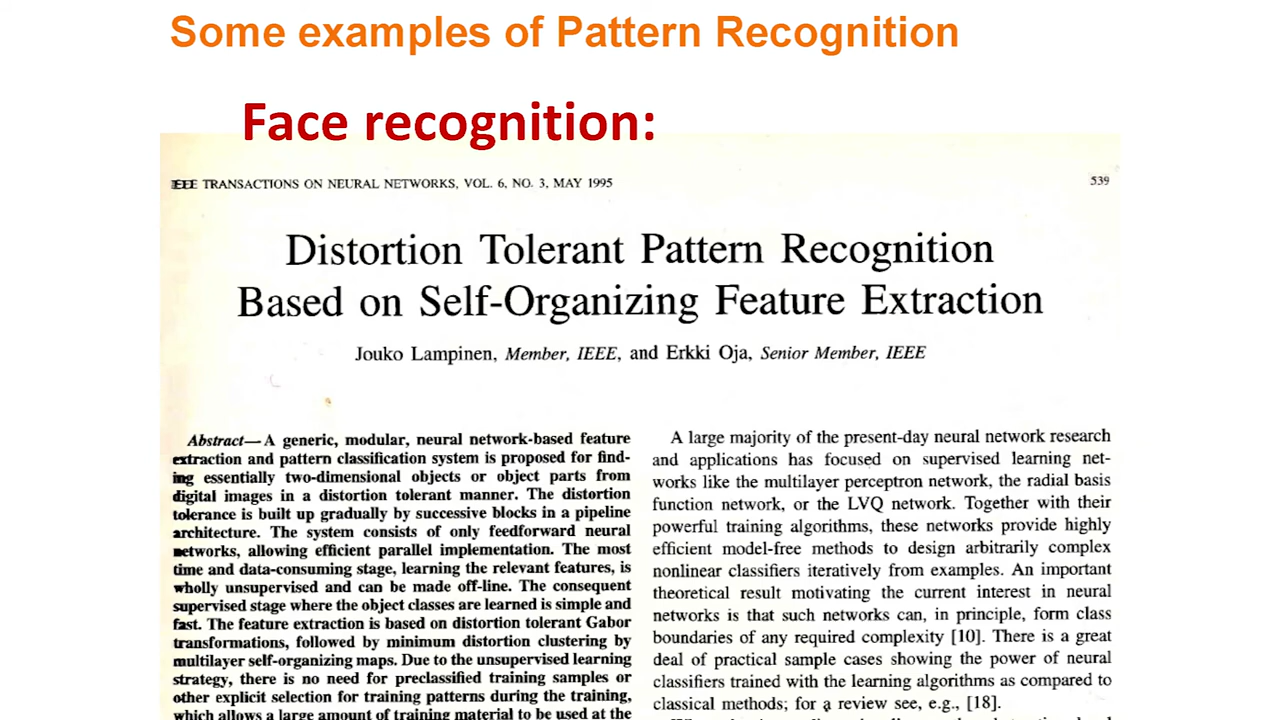 Some examples of Pattern Recognition
Face recognition:
IEEE TRANSACTIONS ON NEURAL NETWORKS, VOL. 6, NO. 3, MAY 1995
539
Distortion Tolerant Pattern Recognition
Based on Self-Organizing Feature Extraction
Jouko Lampinen, Member, IEEE, and Erkki Oja, Senior Member, IEEE
Abstract—A generic, modular, neural network-based feature
extraction and pattern classification system is proposed for find-
ing essentially two-dimensional objects or object parts from
digital images in a distortion tolerant manner. The distortion
tolerance is built up gradually by successive blocks in a pipeline
architecture. The system consists of only feedforward neural
networks, allowing efficient parallel implementation. The most
time and data-consuming stage, learning the relevant features, is
wholly unsupervised and can be made off-line. The consequent
supervised stage where the object classes are learned is simple and
fast. The feature extraction is based on distortion tolerant Gabor
transformations, followed by minimum distortion clustering by
multilayer self-organizing maps. Due to the unsupervised learning
strategy, there is no need for preclassified training samples or
other explicit selection for training patterns during the training,
which allows a large amount of training material to be used at the
A large majority of the present-day neural network research
and applications has focused on supervised learning net-
works like the multilayer perceptron network, the radial basis
function network, or the LVQ network. Together with their
powerful training algorithms, these networks provide highly
efficient model-free methods to design arbitrarily complex
nonlinear classifiers iteratively from examples. An important
theoretical result motivating the current interest in neural
networks is that such networks can, in principle, form class
boundaries of any required complexity [10]. There is a great
deal of practical sample cases showing the power of neural
classifiers trained with the learning algorithms as compared to
classical methods; for a review see, e.g., [18].